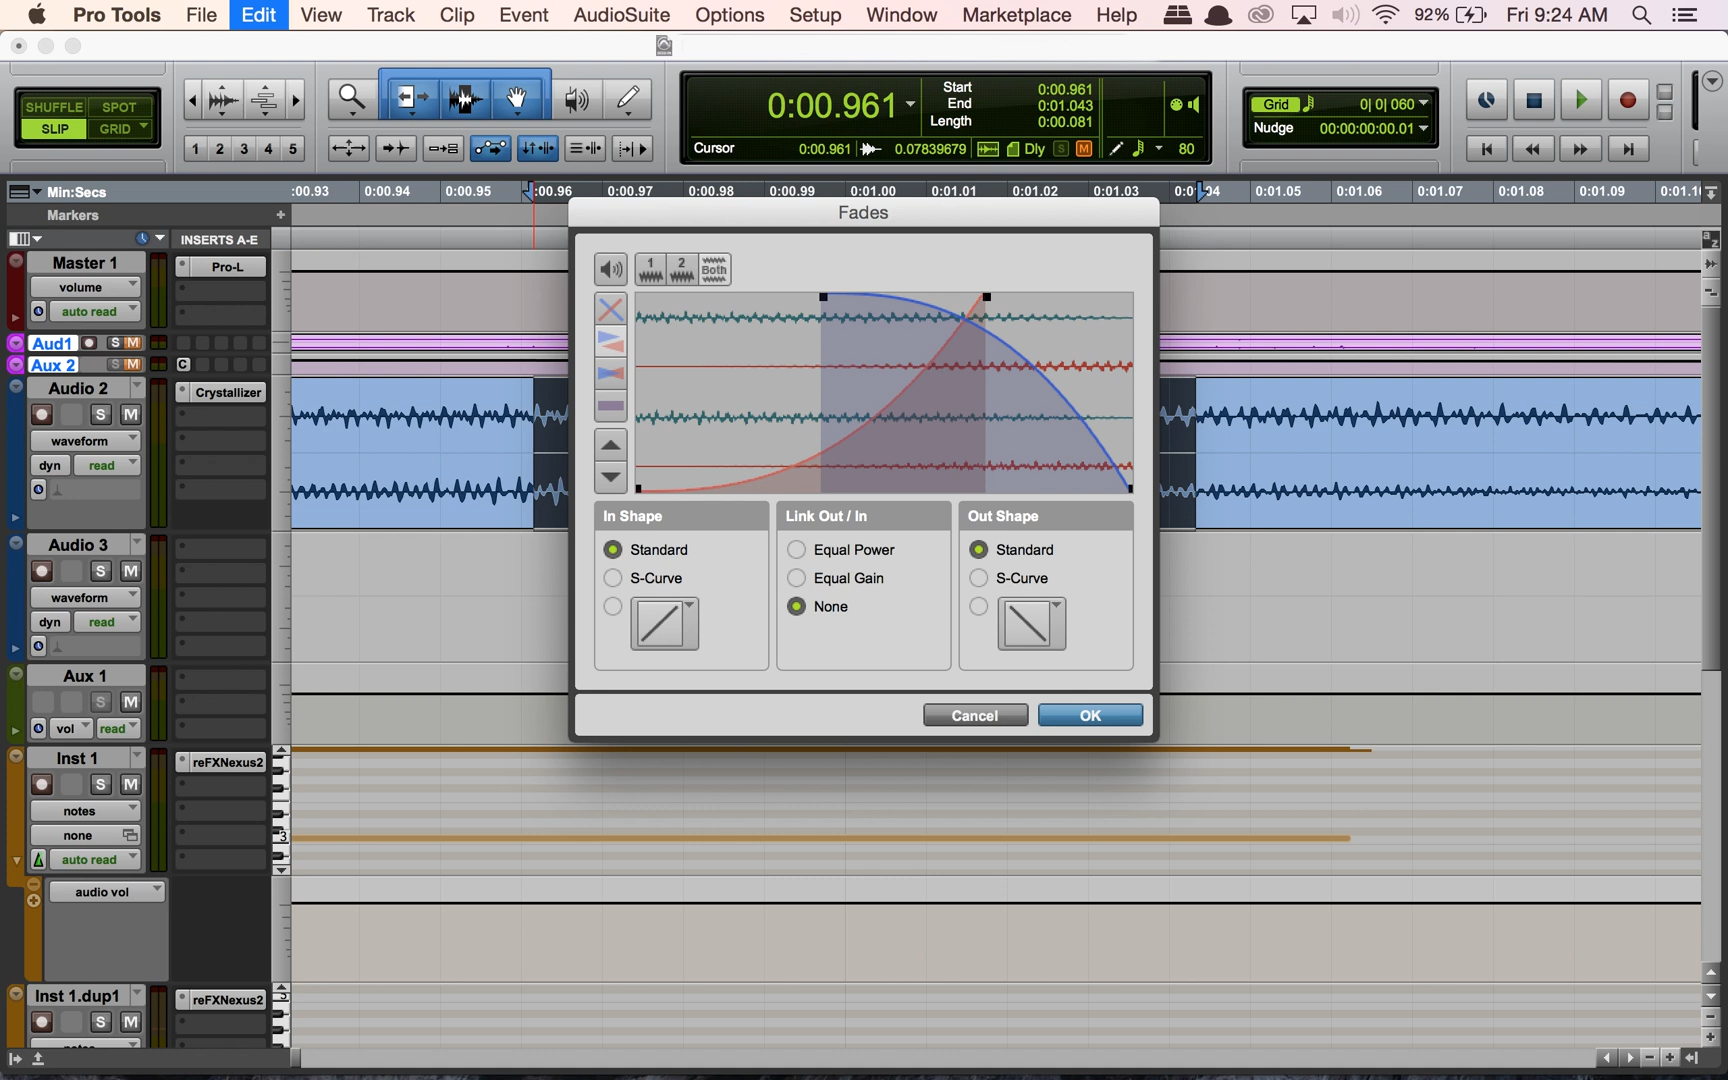 Pro Tools File Edit View Track Clip Event AudioSuite Options Setup Window Marketplace Help 92% Fri 9:24 AM
SHUFFLE SPOT
SLIP GRID
1 2 3 4 5
0:00.961
Start 0:00.961
End 0:01.043
Length 0:00.081
Cursor 0:00.961 0.07839679 Dly S M 80
Grid 0| 0| 060
Nudge 00:00:00:00.01
Min:Secs :00.93 0:00.94 0:00.95 0:00.96 0:00.97 0:00.98 0:00.99 0:01.00 0:01.01 0:01.02 0:01.03 0:01.04 0:01.05 0:01.06 0:01.07 0:01.08 0:01.09
Markers
INSERTS A-E
a z
Master 1
Pro-L
volume
auto read
Aud1 S M
Aux 2 S M C
Audio 2
Crystallizer
S M
waveform
dyn read
Audio 3
S M
waveform
dyn read
Aux 1
S M
vol read
Inst 1
reFXNexus2
S M
notes
none
3
auto read
audio vol
Inst 1.dup1
reFXNexus2
5
S M
notes
Fades
1 2 Both
In Shape
Standard
S-Curve
Link Out / In
Equal Power
Equal Gain
None
Out Shape
Standard
S-Curve
Cancel OK